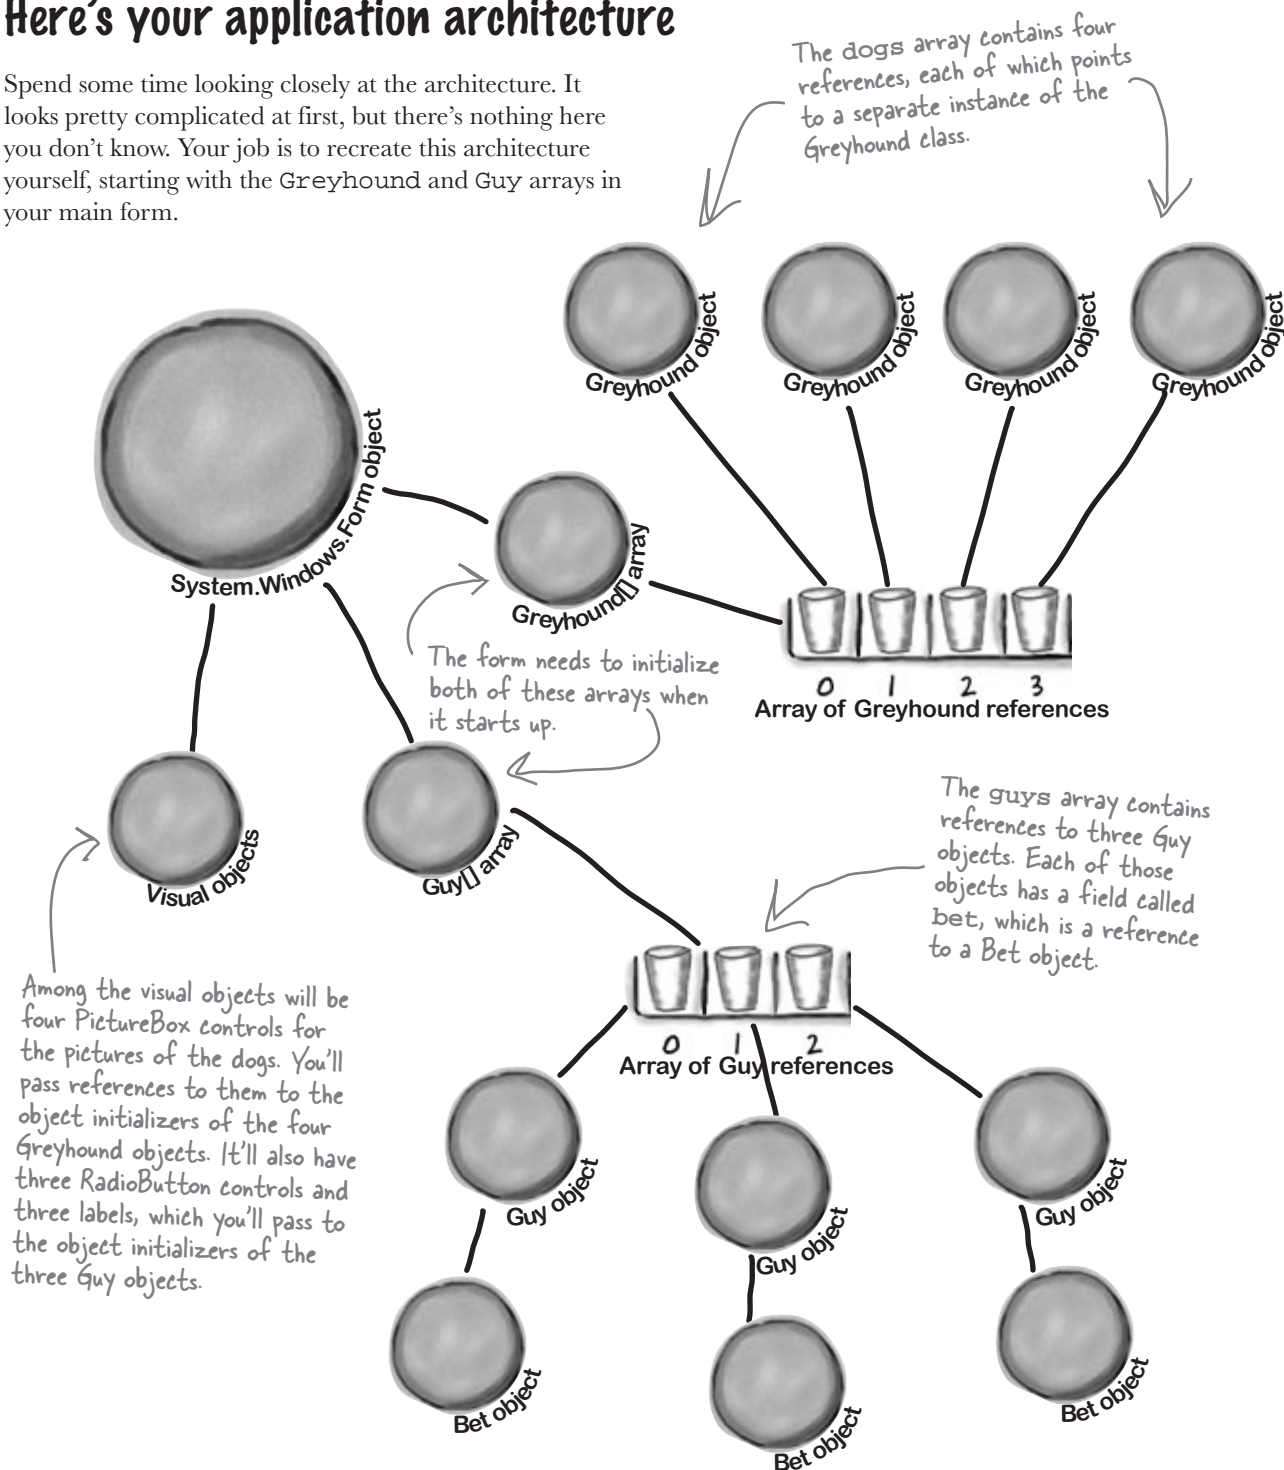 Here's your application architecture
Spend some time looking closely at the architecture. It
looks pretty complicated at first, but there's nothing here
you don't know. Your job is to recreate this architecture
yourself, starting with the Greyhound and Guy arrays in
your main form.
The dogs array contains four
references, each of which points
to a separate instance of the
Greyhound class.
Greyhound object
Greyhound object
Greyhound object
Greyhound object
System.Windows.Form object
Greyhound[] array
The form needs to initialize
both of these arrays when
it starts up.
0 1 2 3
Array of Greyhound references
Visual objects
Guy[] array
The guys array contains
references to three Guy
objects. Each of those
objects has a field called
bet, which is a reference
to a Bet object.
Among the visual objects will be
four PictureBox controls for
the pictures of the dogs. You'll
pass references to them to the
object initializers of the four
Greyhound objects. It'll also have
three RadioButton controls and
three labels, which you'll pass to
the object initializers of the
three Guy objects.
0 1 2
Array of Guy references
Guy object
Guy object
Guy object
Bet object
Bet object
Bet object